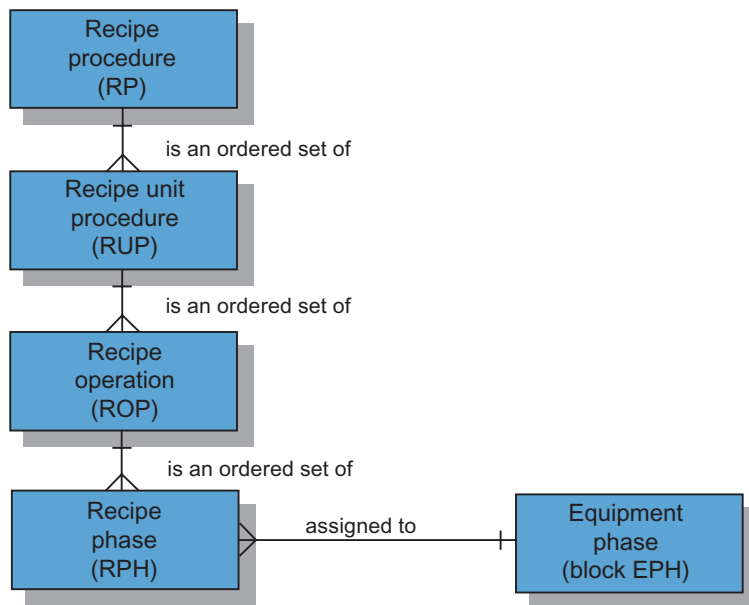 Recipe
procedure
(RP)
is an ordered set of
Recipe unit
procedure
(RUP)
is an ordered set of
Recipe
operation
(ROP)
is an ordered set of
Recipe
phase
(RPH)
assigned to
Equipment
phase
(block EPH)